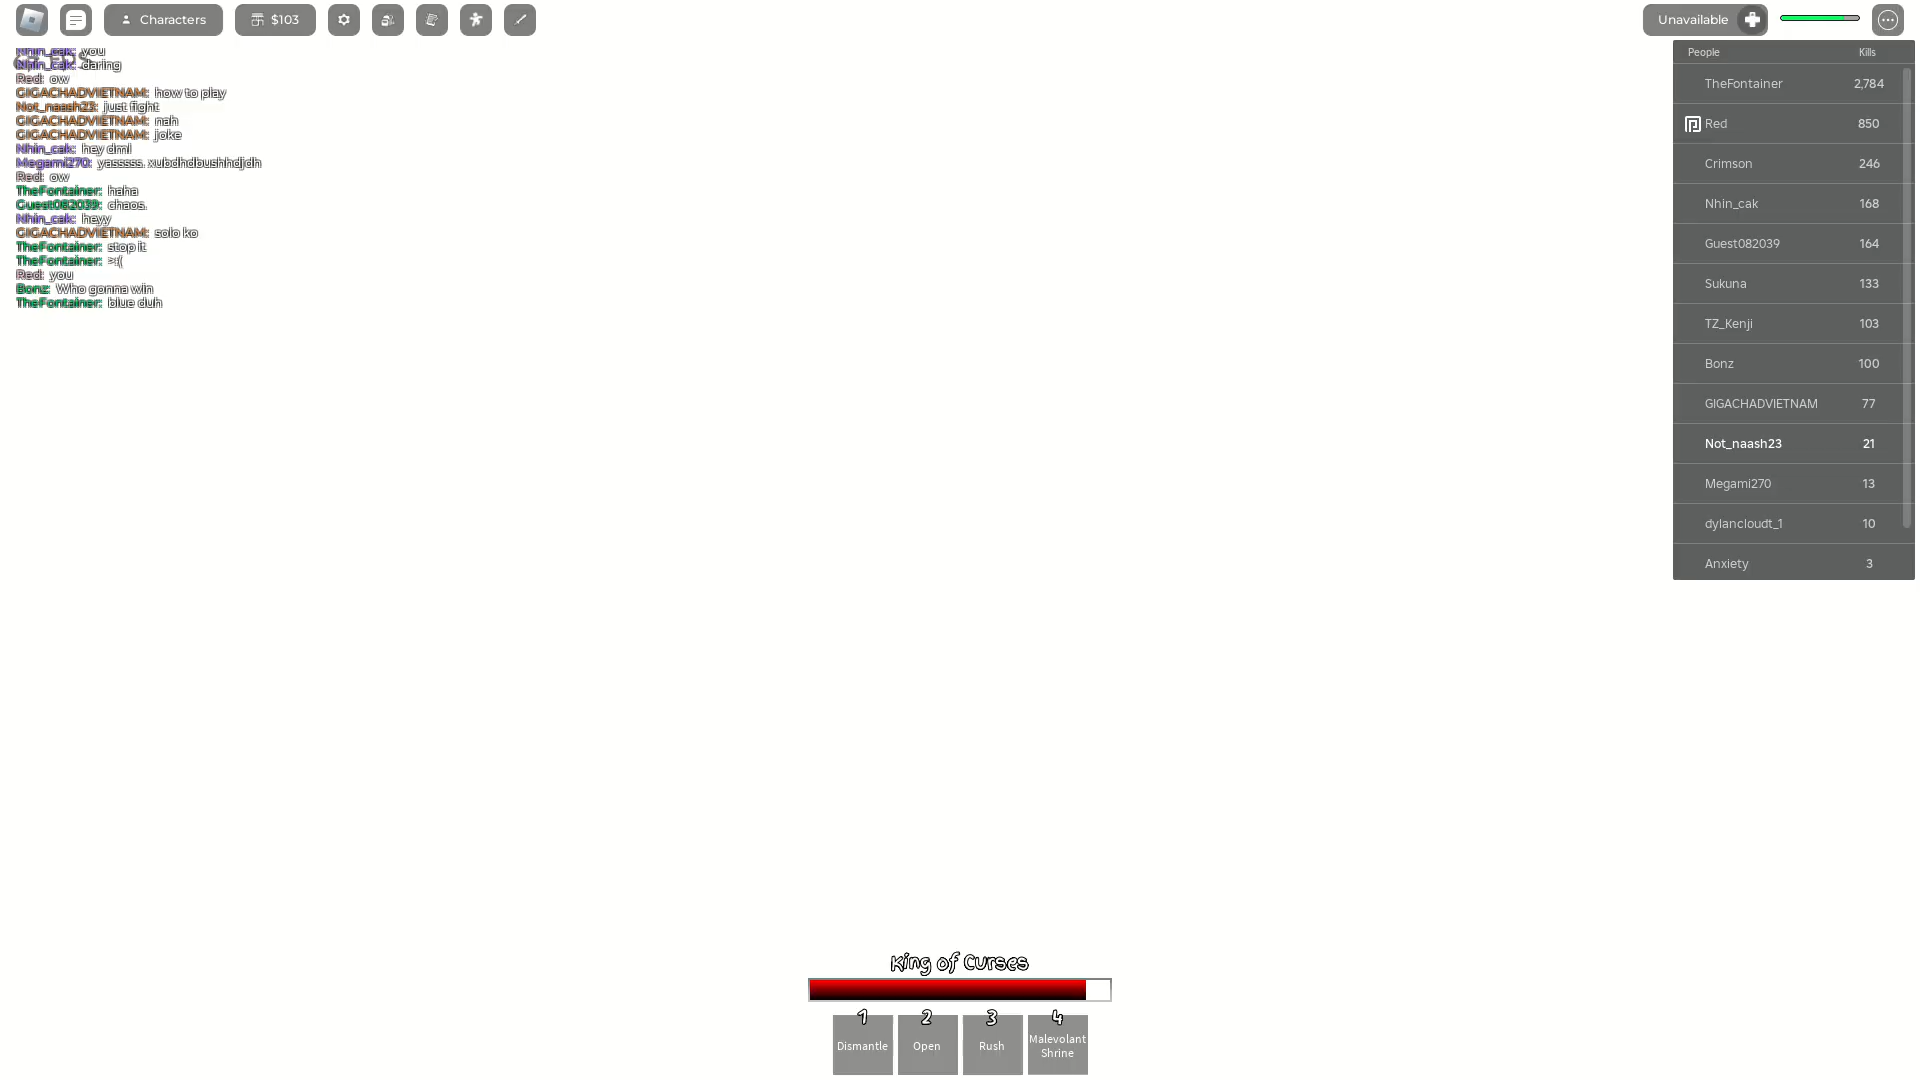 Characters
$103
Unavailable
Nhin_cak: you
Nhin_cak: daring
Red: ow
GIGACHADVIETNAM: how to play
Not_naash23: just fight
GIGACHADVIETNAM: nah
GIGACHADVIETNAM: joke
Nhin_cak: hey dml
Megami270: yasssss. xubdhdbushhdjdh
Red: ow
TheFontainer: haha
Guest082039: chaos.
Nhin_cak: heyy
GIGACHADVIETNAM: solo ko
TheFontainer: stop it
TheFontainer: >:(
Red: you
Bonz: Who gonna win
TheFontainer: blue duh
People Kills
TheFontainer 2,784
Red 850
Crimson 246
Nhin_cak 168
Guest082039 164
Sukuna 133
TZ_Kenji 103
Bonz 100
GIGACHADVIETNAM 77
Not_naash23 21
Megami270 13
dylancloudt_1 10
Anxiety 3
King of Curses
1 2 3 4
Dismantle
Open
Rush
Malevolant
Shrine